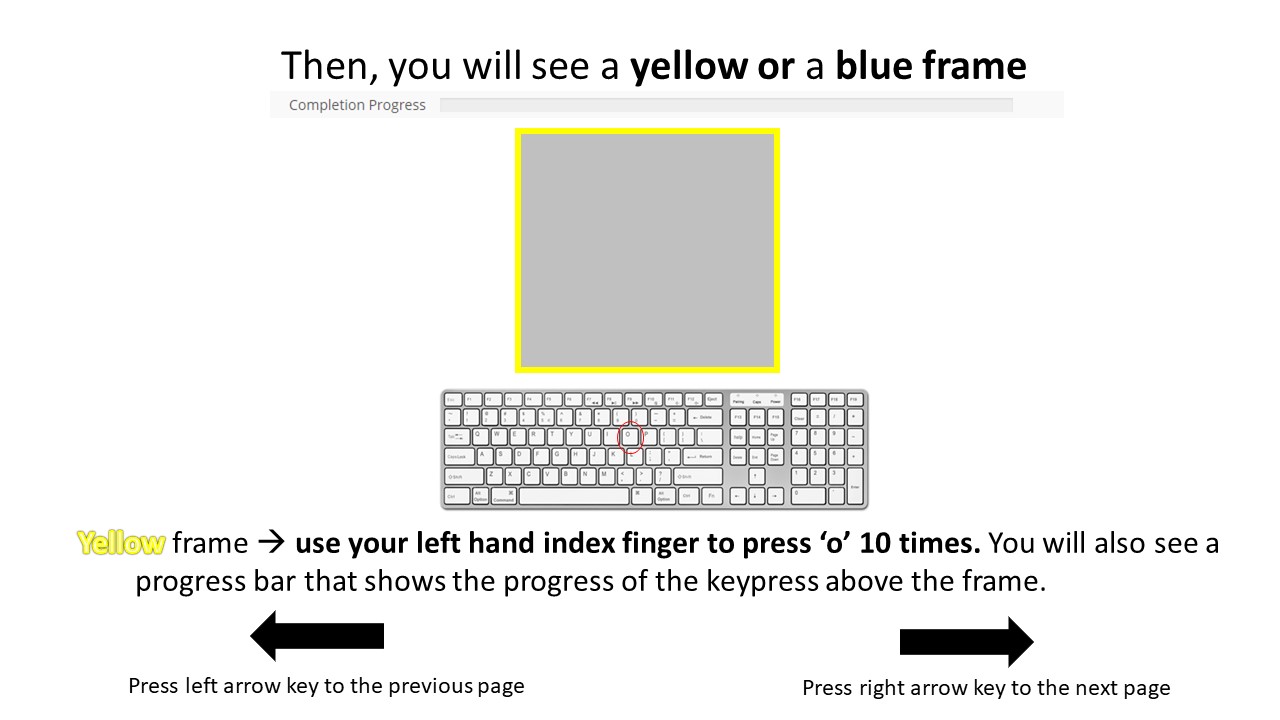 Then, you will see a yellow or a blue frame
Completion Progress
Yellow frame → use your left hand index finger to press ‘o’ 10 times. You will also see a
progress bar that shows the progress of the keypress above the frame.
Press left arrow key to the previous page
Press right arrow key to the next page